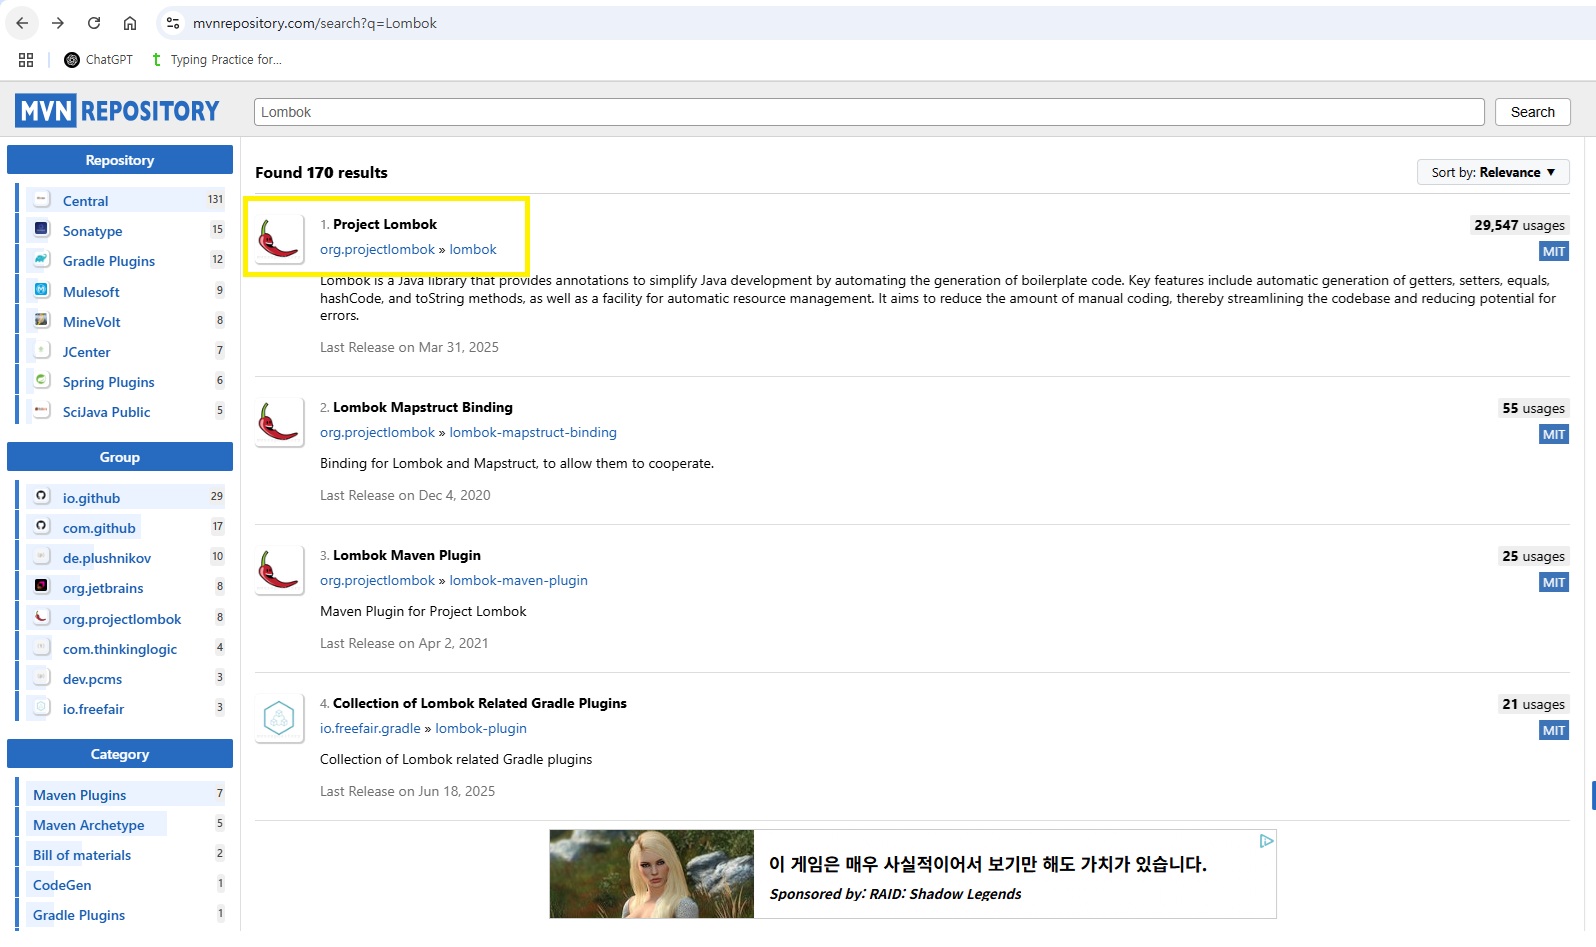 mvnrepository.com/search?q=Lombok
ChatGPT
Typing Practice for...
MVN REPOSITORY
Lombok
Search
Repository
Central 131
Sonatype 15
Gradle Plugins 12
Mulesoft 9
MineVolt 8
JCenter 7
Spring Plugins 6
SciJava Public 5
Group
io.github 29
com.github 17
de.plushnikov 10
org.jetbrains 8
org.projectlombok 8
com.thinkinglogic 4
dev.pcms 3
io.freefair 3
Category
Maven Plugins 7
Maven Archetype 5
Bill of materials 2
CodeGen 1
Gradle Plugins 1
Found 170 results
Sort by: Relevance ▼
1. Project Lombok
29,547 usages
org.projectlombok » lombok
MIT
Lombok is a Java library that provides annotations to simplify Java development by automating the generation of boilerplate code. Key features include automatic generation of getters, setters, equals,
hashCode, and toString methods, as well as a facility for automatic resource management. It aims to reduce the amount of manual coding, thereby streamlining the codebase and reducing potential for
errors.
Last Release on Mar 31, 2025
2. Lombok Mapstruct Binding
55 usages
org.projectlombok » lombok-mapstruct-binding
MIT
Binding for Lombok and Mapstruct, to allow them to cooperate.
Last Release on Dec 4, 2020
3. Lombok Maven Plugin
25 usages
org.projectlombok » lombok-maven-plugin
MIT
Maven Plugin for Project Lombok
Last Release on Apr 2, 2021
4. Collection of Lombok Related Gradle Plugins
21 usages
io.freefair.gradle » lombok-plugin
MIT
Collection of Lombok related Gradle plugins
Last Release on Jun 18, 2025
이 게임은 매우 사실적이어서 보기만 해도 가치가 있습니다.
Sponsored by: RAID: Shadow Legends